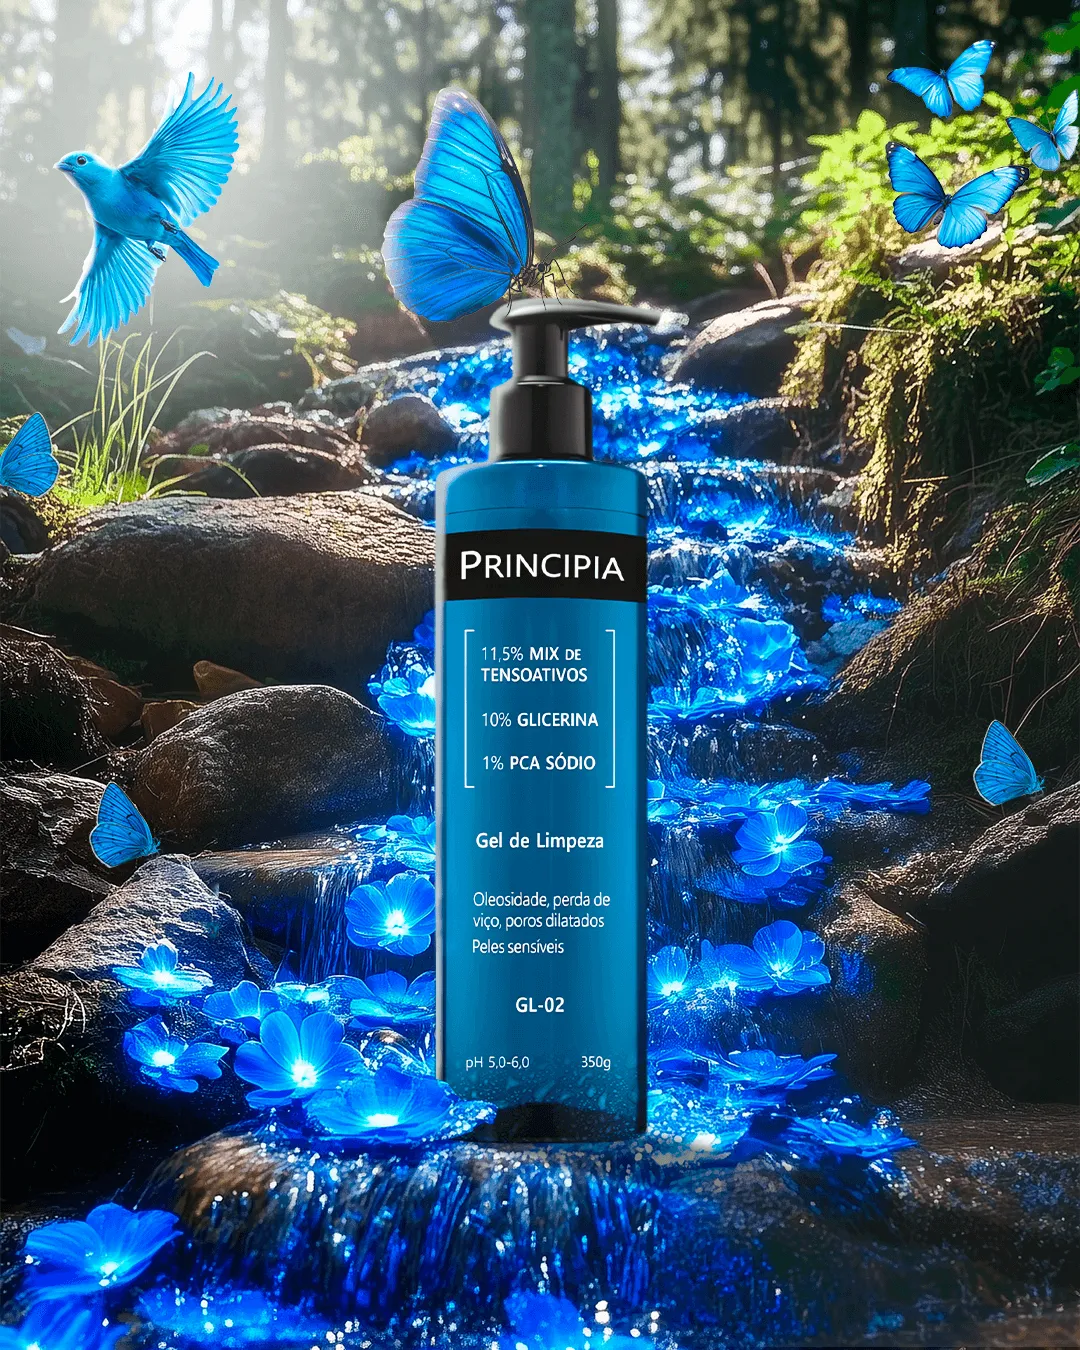 PRINCIPIA
11,5% MIX DE
TENSOATIVOS
10% GLICERINA
1% PCA SÓDIO
Gel de Limpeza
Oleosidade, perda de
viço, poros dilatados
Peles sensíveis
GL-02
pH 5,0-6,0 350g